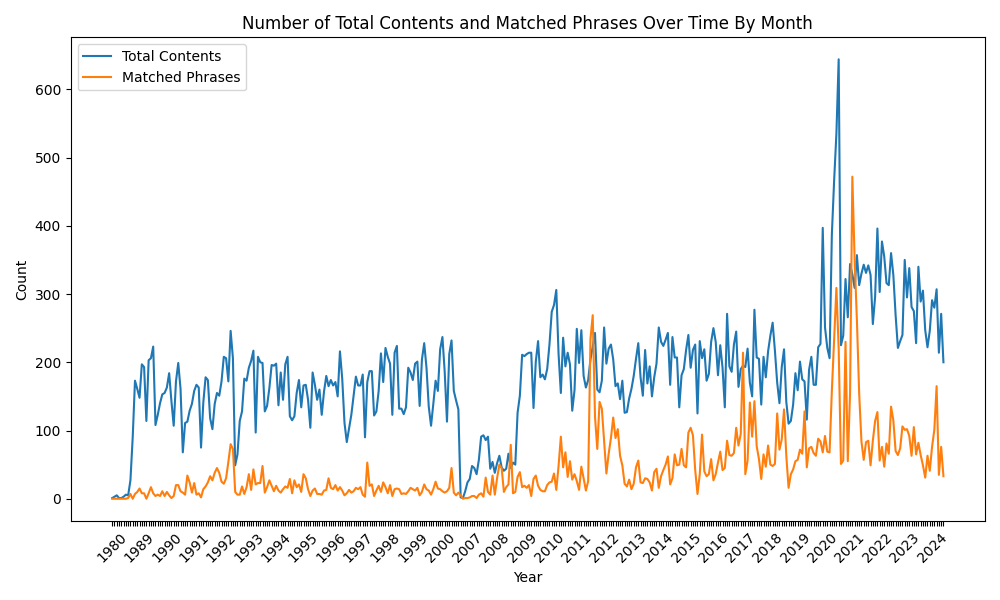 Number of Total Contents and Matched Phrases Over Time By Month
Total Contents
Matched Phrases
Count
600
500
400
300
200
100
0
1980 1989 1990 1991 1992 1993 1994 1995 1996 1997 1998 1999 2000 2007 2008 2009 2010 2011 2012 2013 2014 2015 2016 2017 2018 2019 2020 2021 2022 2023 2024
Year